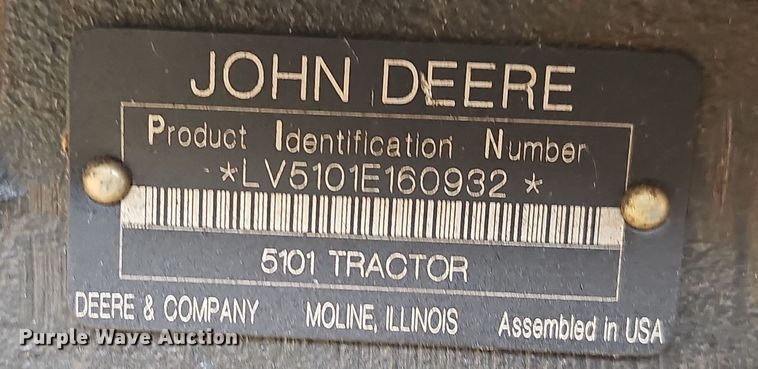 JOHN DEERE
Product Identification Number
*LV5101E160932*
5101 TRACTOR
DEERE & COMPANY MOLINE, ILLINOIS Assembled in USA
Purple Wave Auction